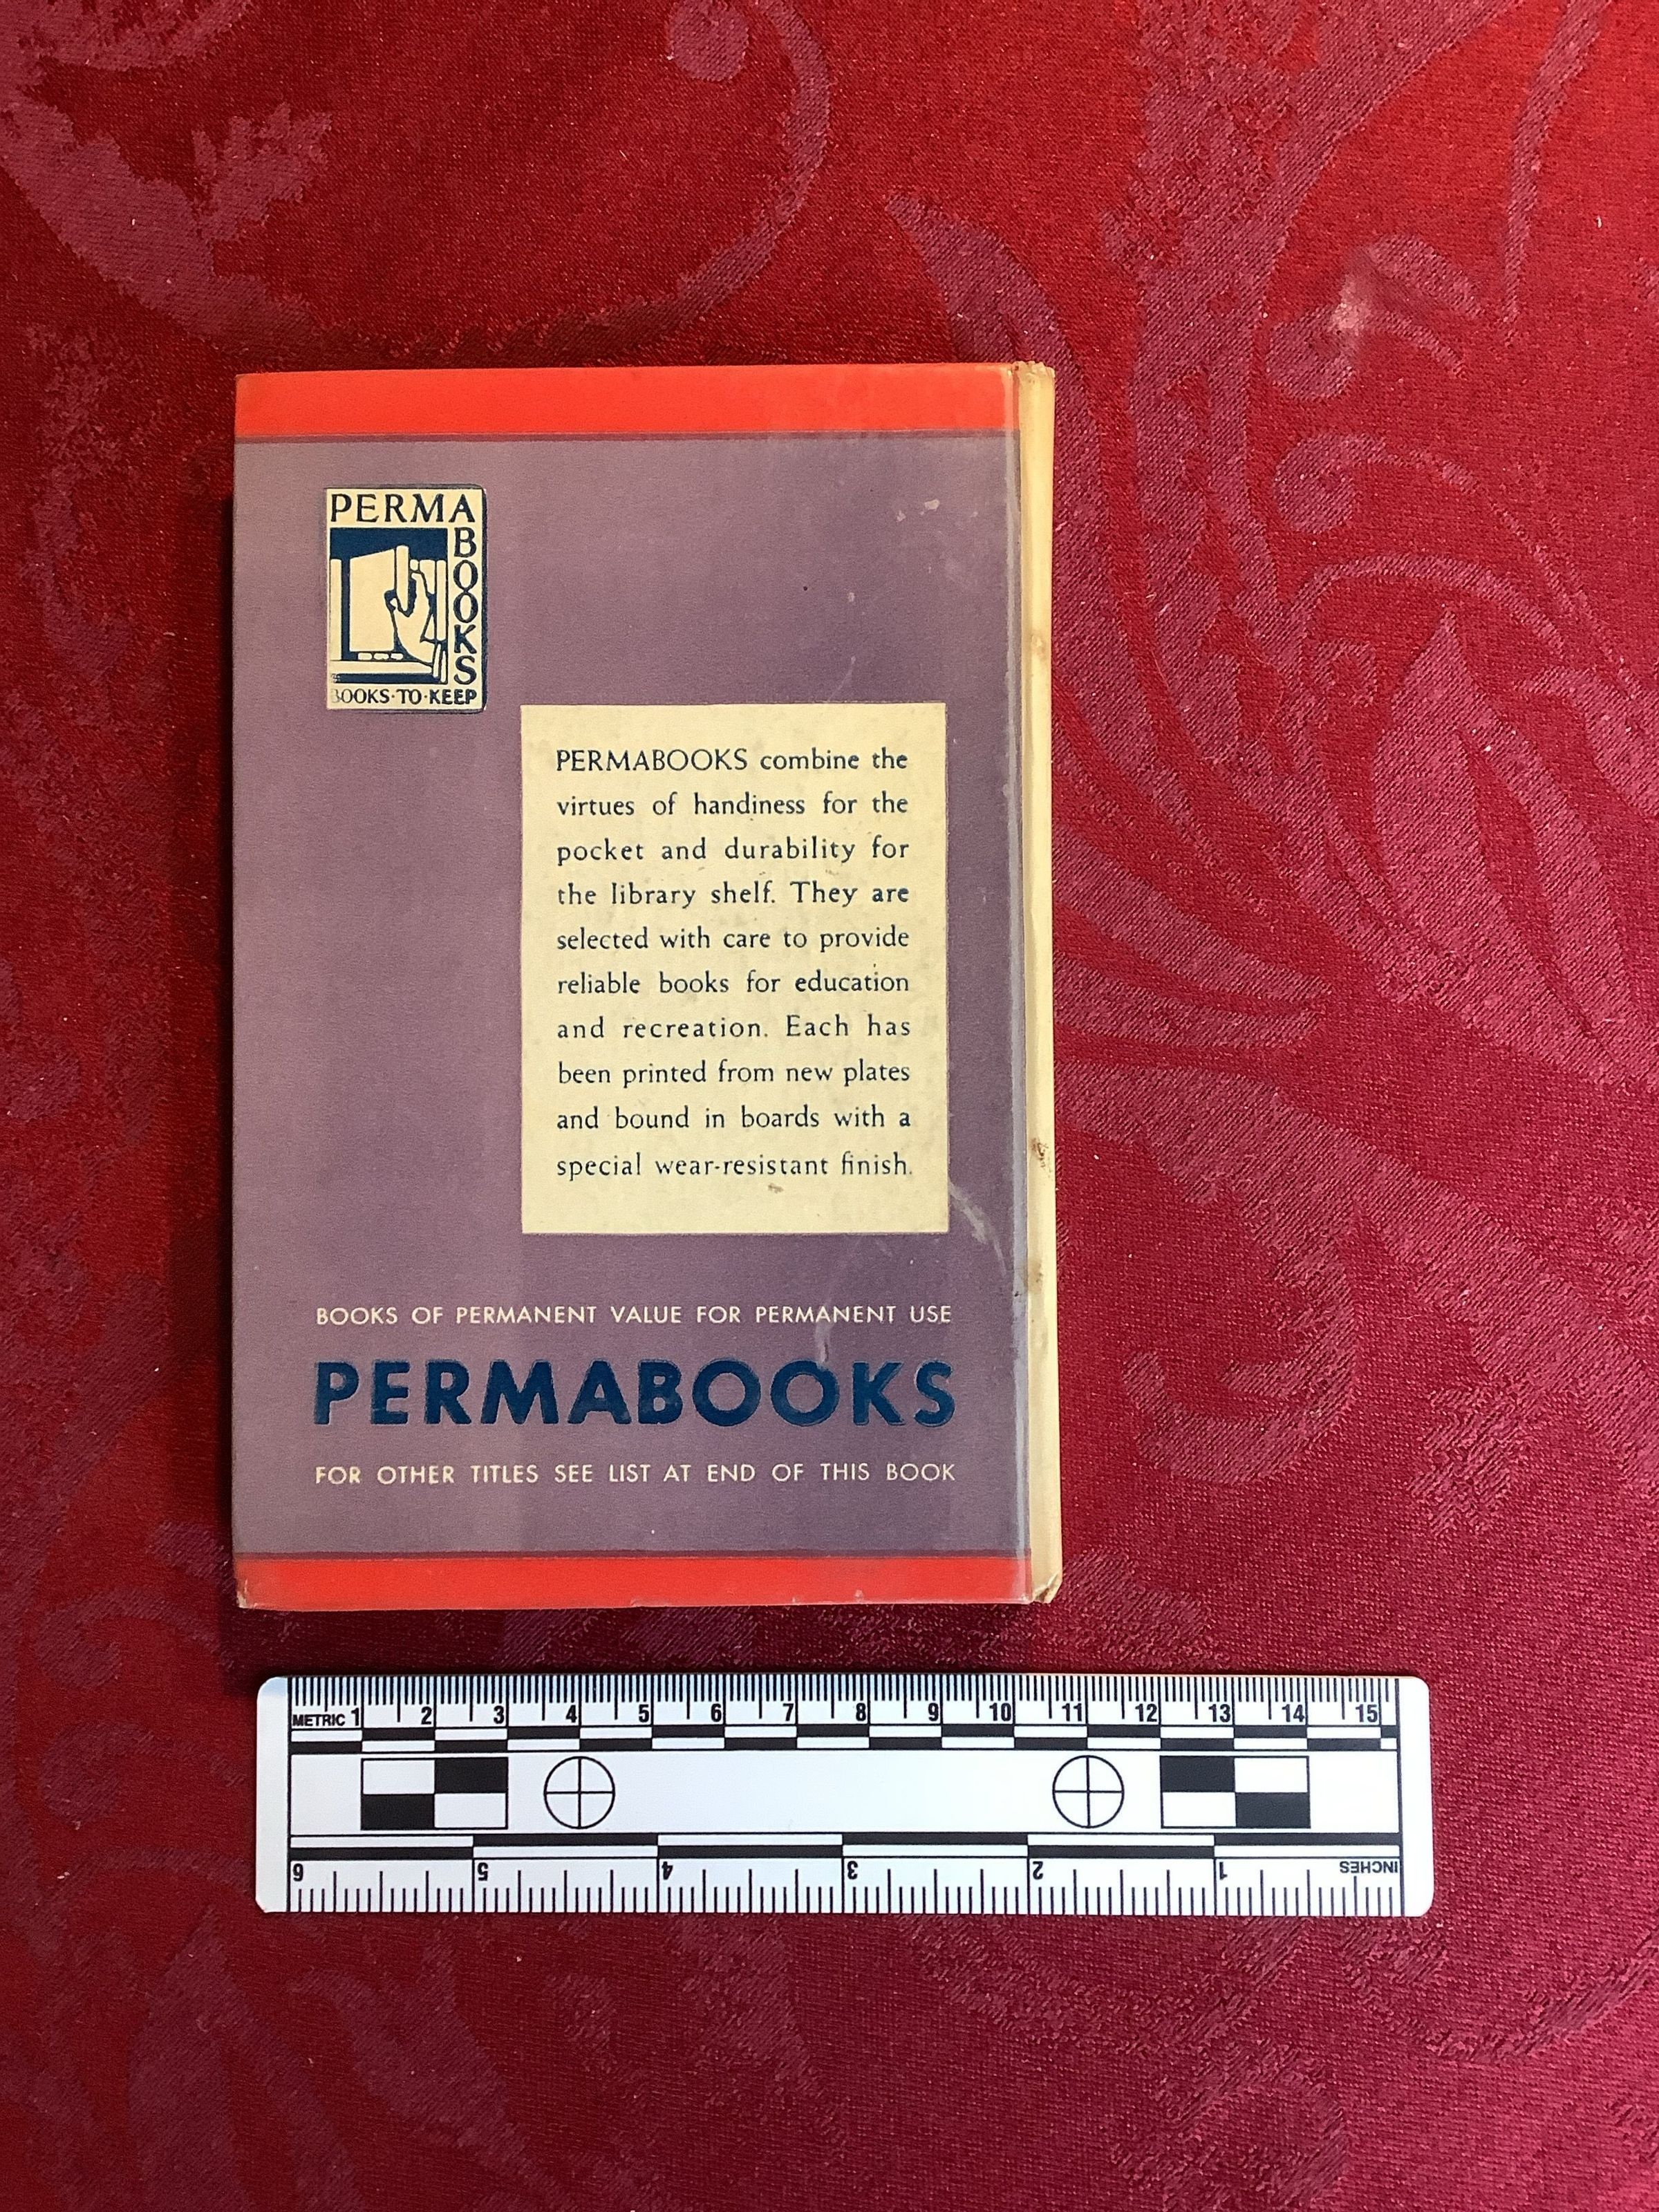 PERMA
BOOKS
BOOKS·TO·KEEP
PERMABOOKS combine the
virtues of handiness for the
pocket and durability for
the library shelf. They are
selected with care to provide
reliable books for education
and recreation. Each has
been printed from new plates
and bound in boards with a
special wear-resistant finish.
BOOKS OF PERMANENT VALUE FOR PERMANENT USE
PERMABOOKS
FOR OTHER TITLES SEE LIST AT END OF THIS BOOK
METRIC 1 2 3 4 5 6 7 8 9 10 11 12 13 14 15
INCHES 1 2 3 4 5 6